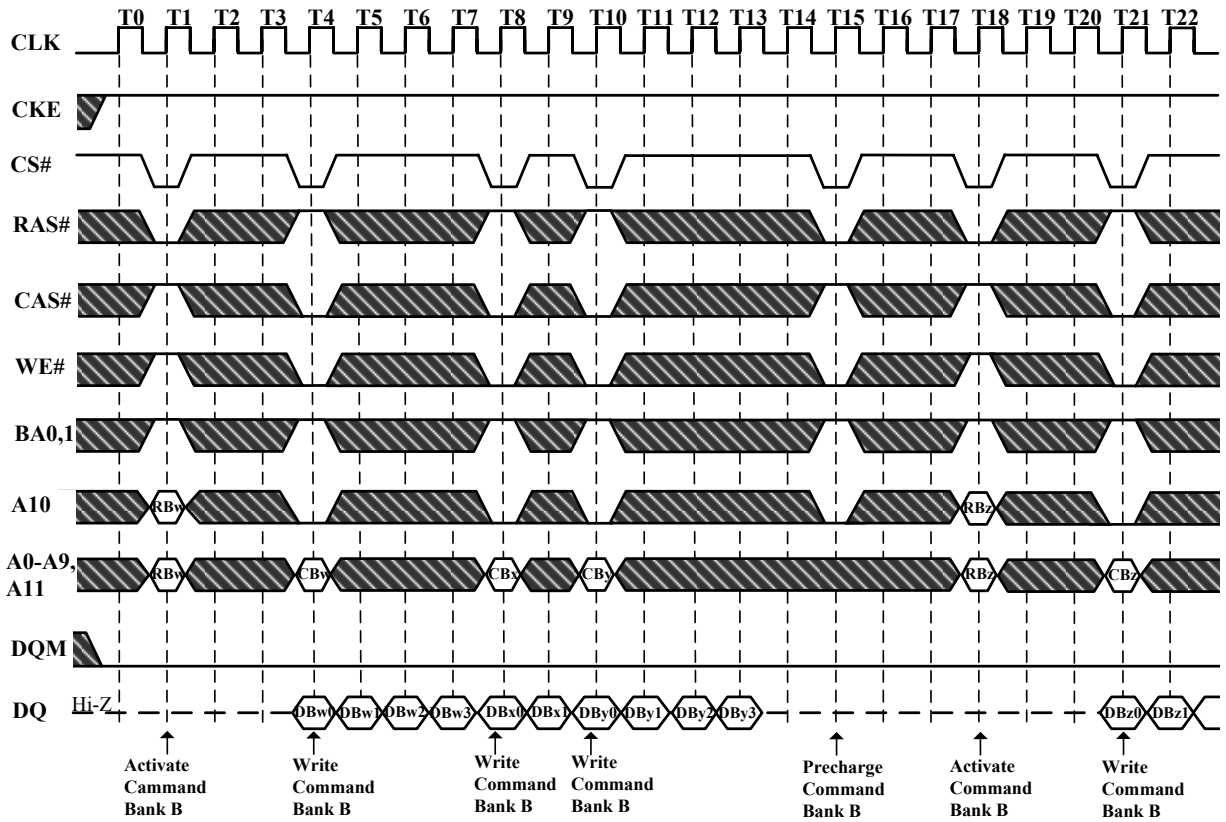 T0 T1 T2 T3 T4 T5 T6 T7 T8 T9 T10 T11 T12 T13 T14 T15 T16 T17 T18 T19 T20 T21 T22
CLK
CKE
CS#
RAS#
CAS#
WE#
BA0,1
A10 RBw RBz
A0-A9,
A11 RBw CBw CBx CBy RBz CBz
DQM
Hi-Z
DQ DBw0 DBw1 DBw2 DBw3 DBx0 DBx1 DBy0 DBy1 DBy2 DBy3 DBz0 DBz1
Activate
Cammand
Bank B
Write
Command
Bank B
Write
Command
Bank B
Write
Command
Bank B
Precharge
Command
Bank B
Activate
Command
Bank B
Write
Command
Bank B